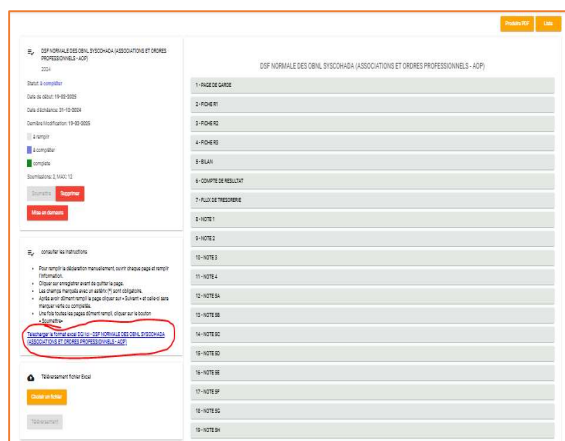 Produire PDF
Liste
DSF NORMALE DES OBNL SYSCOHADA (ASSOCIATIONS ET ORDRES
PROFESSIONNELS - AOP)
2024
Statut: à compléter
Date de début: 19-03-2025
Date d'échéance: 31-10-2024
Dernière Modification: 19-03-2025
à remplir
à compléter
complete
Soumissions: 0, MAX: 12
Soumettre
Supprimer
Mise en demeure
consulter les instructions
Pour remplir la déclaration manuellement, ouvrir chaque page et remplir
l'information.
Cliquer sur enregistrer avant de quitter la page.
Les champs marqués avec un astérix (*) sont obligatoire.
Après avoir dûment rempli la page cliquer sur « Suivant » et celle-ci sera
marquer verte ou complétée.
Une fois toutes les pages dûment rempli, cliquer sur le bouton
« Soumettre»
Telecharger le format excel DGI ici - DSF NORMALE DES OBNL SYSCOHADA
(ASSOCIATIONS ET ORDRES PROFESSIONNELS - AOP)
Téléversement fichier Excel
Choisir un fichier
Téléversement
DSF NORMALE DES OBNL SYSCOHADA (ASSOCIATIONS ET ORDRES PROFESSIONNELS - AOP)
1 - PAGE DE GARDE
2 - FICHE R1
3 - FICHE R2
4 - FICHE R3
5 - BILAN
6 - COMPTE DE RESULTAT
7 - FLUX DE TRESORERIE
8 - NOTE 1
9 - NOTE 2
10 - NOTE 3
11 - NOTE 4
12 - NOTE 5A
13 - NOTE 5B
14 - NOTE 5C
15 - NOTE 5D
16 - NOTE 5E
17 - NOTE 5F
18 - NOTE 5G
19 - NOTE 5H